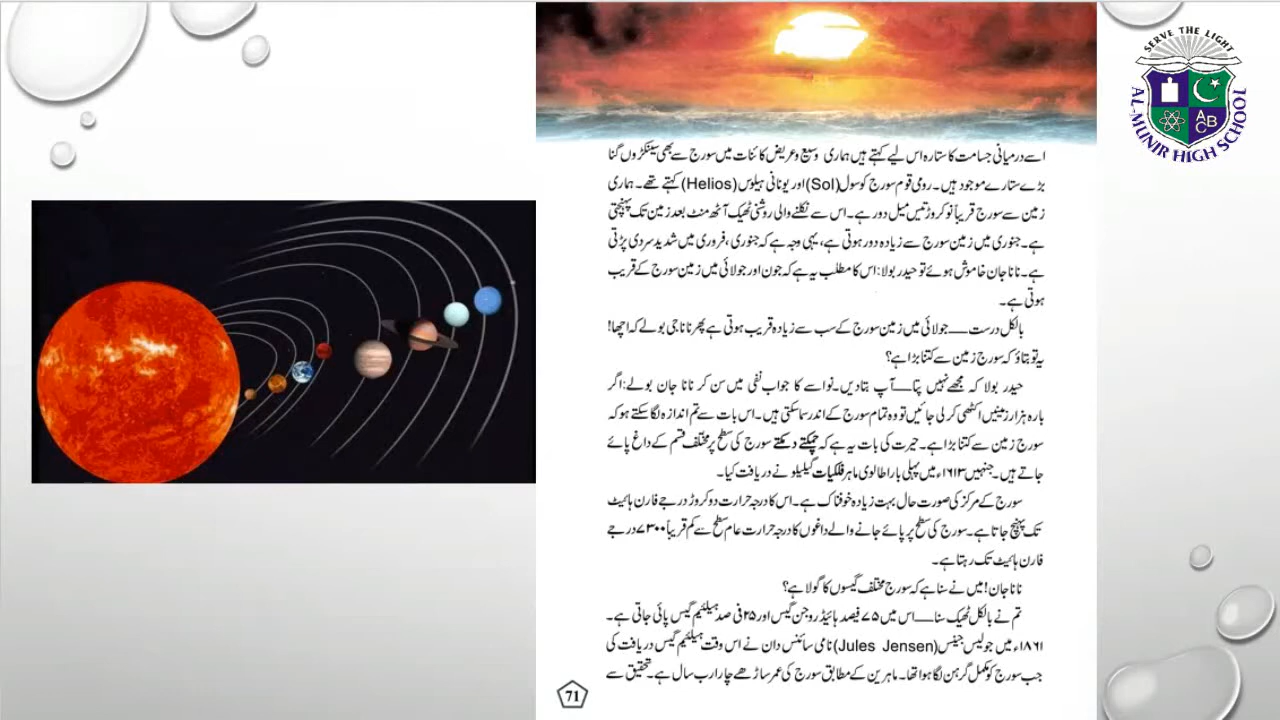 SERVE THE LIGHT
AL-MUNIR HIGH SCHOOL
A
B
C
اسے درمیانی جسامت کا ستارہ اس لیے کہتے ہیں ہماری وسیع و عریض کائنات میں سورج سے بھی سینکڑوں گنا
بڑے ستارے موجود ہیں۔ رومی قوم سورج کو سول (Sol) اور یونانی ہیلوس (Helios) کہتے تھے۔ ہماری
زمین سے سورج قریباً نو کروڑ تیس میل دور ہے۔ اس سے نکلنے والی روشنی ٹھیک آٹھ منٹ بعد زمین تک پہنچتی
ہے۔ جنوری میں زمین سورج سے زیادہ دور ہوتی ہے، یہی وجہ ہے کہ جنوری، فروری میں شدید سردی پڑتی
ہے۔ نانا جان خاموش ہوئے تو حیدر بولا: اس کا مطلب یہ ہے کہ جون اور جولائی میں زمین سورج کے قریب
ہوتی ہے۔
بالکل درست ــــ جولائی میں زمین سورج کے سب سے زیادہ قریب ہوتی ہے پھر نانا جی بولے کہ اچھا!
یہ تو بتاؤ کہ سورج زمین سے کتنا بڑا ہے؟
حیدر بولا کہ مجھے نہیں پتا ــــ آپ بتا دیں۔ نواسے کا جواب نفی میں سن کر نانا جان بولے: اگر
بارہ ہزار زمینیں اکٹھی کر لی جائیں تو وہ تمام سورج کے اندر سما سکتی ہیں۔ اس بات سے تم اندازہ لگا سکتے ہو کہ
سورج زمین سے کتنا بڑا ہے۔ حیرت کی بات یہ ہے کہ چمکتے دمکتے سورج کی سطح پر مختلف قسم کے داغ پائے
جاتے ہیں۔ جنہیں ۱۶۱۳ء میں پہلی بار اطالوی ماہر فلکیات گیلیلو نے دریافت کیا۔
سورج کے مرکز کی صورت حال بہت زیادہ خوفناک ہے۔ اس کا درجہ حرارت دو کروڑ درجے فارن ہائیٹ
تک پہنچ جاتا ہے۔ سورج کی سطح پر پائے جانے والے داغوں کا درجہ حرارت عام سطح سے کم قریباً ۷۳۰۰ درجے
فارن ہائیٹ تک رہتا ہے۔
نانا جان! میں نے سنا ہے کہ سورج مختلف گیسوں کا گولا ہے؟
تم نے بالکل ٹھیک سنا ــــ اس میں ۷۵ فیصد ہائیڈروجن گیس اور ۲۵ فی صد ہیلئیم گیس پائی جاتی ہے۔
۱۸۶۱ء میں جولیس جینس (Jules Jensen) نامی سائنس دان نے اس وقت ہیلئیم گیس دریافت کی
جب سورج کو مکمل گرہن لگا ہوا تھا۔ ماہرین کے مطابق سورج کی عمر ساڑھے چار ارب سال ہے۔ تحقیق سے
71